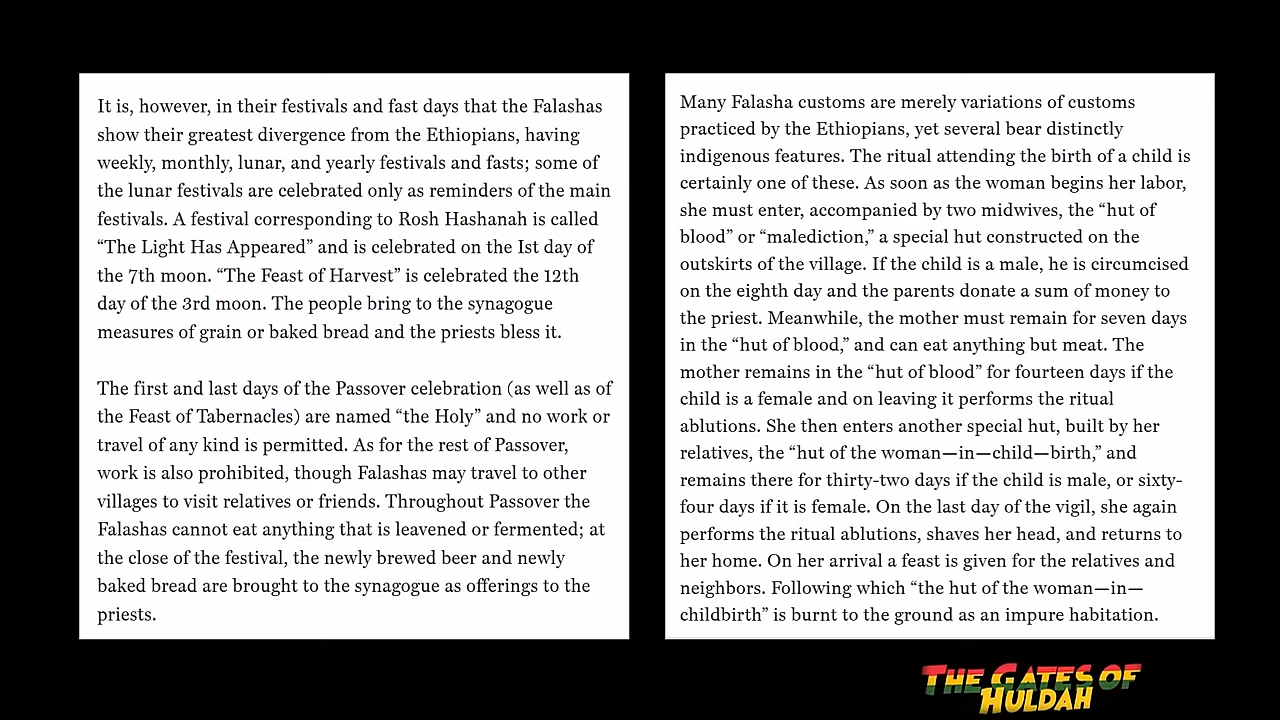 It is, however, in their festivals and fast days that the Falashas
show their greatest divergence from the Ethiopians, having
weekly, monthly, lunar, and yearly festivals and fasts; some of
the lunar festivals are celebrated only as reminders of the main
festivals. A festival corresponding to Rosh Hashanah is called
“The Light Has Appeared” and is celebrated on the Ist day of
the 7th moon. “The Feast of Harvest” is celebrated the 12th
day of the 3rd moon. The people bring to the synagogue
measures of grain or baked bread and the priests bless it.
The first and last days of the Passover celebration (as well as of
the Feast of Tabernacles) are named “the Holy” and no work or
travel of any kind is permitted. As for the rest of Passover,
work is also prohibited, though Falashas may travel to other
villages to visit relatives or friends. Throughout Passover the
Falashas cannot eat anything that is leavened or fermented; at
the close of the festival, the newly brewed beer and newly
baked bread are brought to the synagogue as offerings to the
priests.
Many Falasha customs are merely variations of customs
practiced by the Ethiopians, yet several bear distinctly
indigenous features. The ritual attending the birth of a child is
certainly one of these. As soon as the woman begins her labor,
she must enter, accompanied by two midwives, the “hut of
blood” or “malediction,” a special hut constructed on the
outskirts of the village. If the child is a male, he is circumcised
on the eighth day and the parents donate a sum of money to
the priest. Meanwhile, the mother must remain for seven days
in the “hut of blood,” and can eat anything but meat. The
mother remains in the “hut of blood” for fourteen days if the
child is a female and on leaving it performs the ritual
ablutions. She then enters another special hut, built by her
relatives, the “hut of the woman—in—child—birth,” and
remains there for thirty-two days if the child is male, or sixty-
four days if it is female. On the last day of the vigil, she again
performs the ritual ablutions, shaves her head, and returns to
her home. On her arrival a feast is given for the relatives and
neighbors. Following which “the hut of the woman—in—
childbirth” is burnt to the ground as an impure habitation.
THE GATES OF
HULDAH